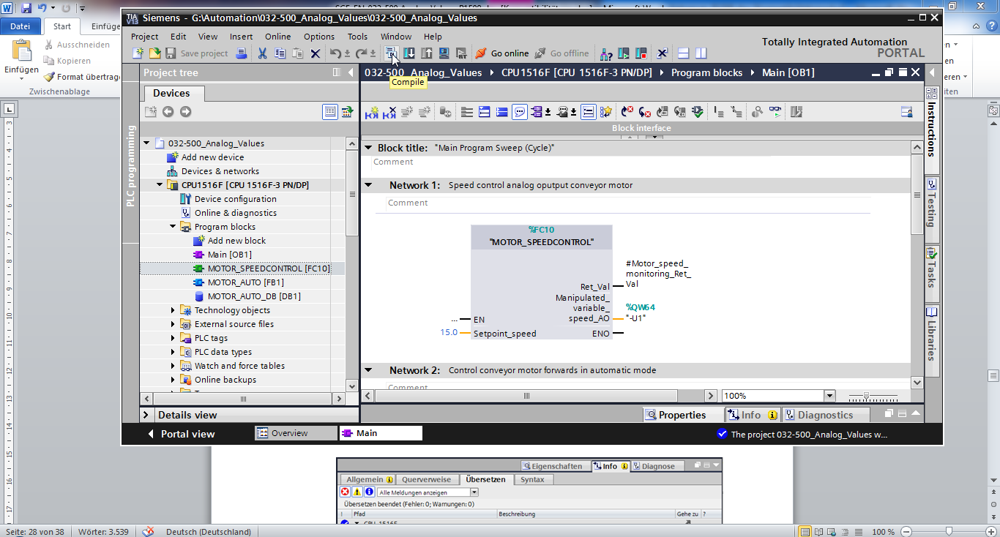 Siemens - G:\Automation\032-500_Analog_Values\032-500_Analog_Values
TIA
V13
Datei
Start
Einfüge
Ausschneiden
Kopieren
Einfügen
Format übertrage
Zwischenablage
Project Edit View Insert Online Options Tools Window Help
Totally Integrated Automation
PORTAL
Save project
Go online
Go offline
Compile
Project tree
032-500_Analog_Values CPU1516F [CPU 1516F-3 PN/DP] Program blocks Main [OB1]
Devices
PLC programming
032-500_Analog_Values
Add new device
Devices & networks
CPU1516F [CPU 1516F-3 PN/DP]
Device configuration
Online & diagnostics
Program blocks
Add new block
Main [OB1]
MOTOR_SPEEDCONTROL [FC10]
MOTOR_AUTO [FB1]
MOTOR_AUTO_DB [DB1]
Technology objects
External source files
PLC tags
PLC data types
Watch and force tables
Online backups
Details view
Block interface
Block title: "Main Program Sweep (Cycle)"
Comment
Network 1: Speed control analog oputput conveyor motor
Comment
%FC10
"MOTOR_SPEEDCONTROL"
#Motor_speed_
monitoring_Ret_
Val
Ret_Val
Manipulated_
variable_
speed_AO
%QW64
"-U1"
... EN
15.0 Setpoint_speed
ENO
Network 2: Control conveyor motor forwards in automatic mode
Comment
100%
Instructions
Testing
Tasks
Libraries
Properties
Info
Diagnostics
Portal view
Overview
Main
The project 032-500_Analog_Values w...
Eigenschaften
Info
Diagnose
Allgemein
Querverweise
Übersetzen
Syntax
Alle Meldungen anzeigen
Übersetzen beendet (Fehler: 0; Warnungen: 0)
! Pfad Beschreibung Gehe zu ?
Seite: 28 von 38
Wörter: 3.539
Deutsch (Deutschland)
100 %